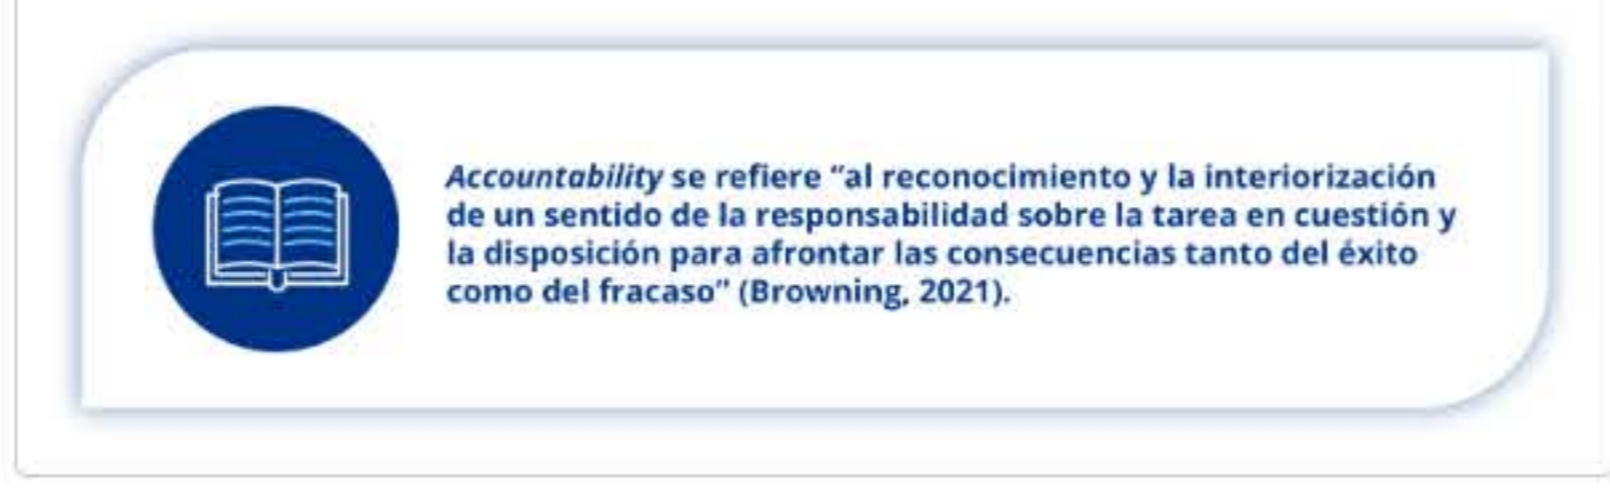 Accountability se refiere “al reconocimiento y la interiorización
de un sentido de la responsabilidad sobre la tarea en cuestión y
la disposición para afrontar las consecuencias tanto del éxito
como del fracaso” (Browning, 2021).